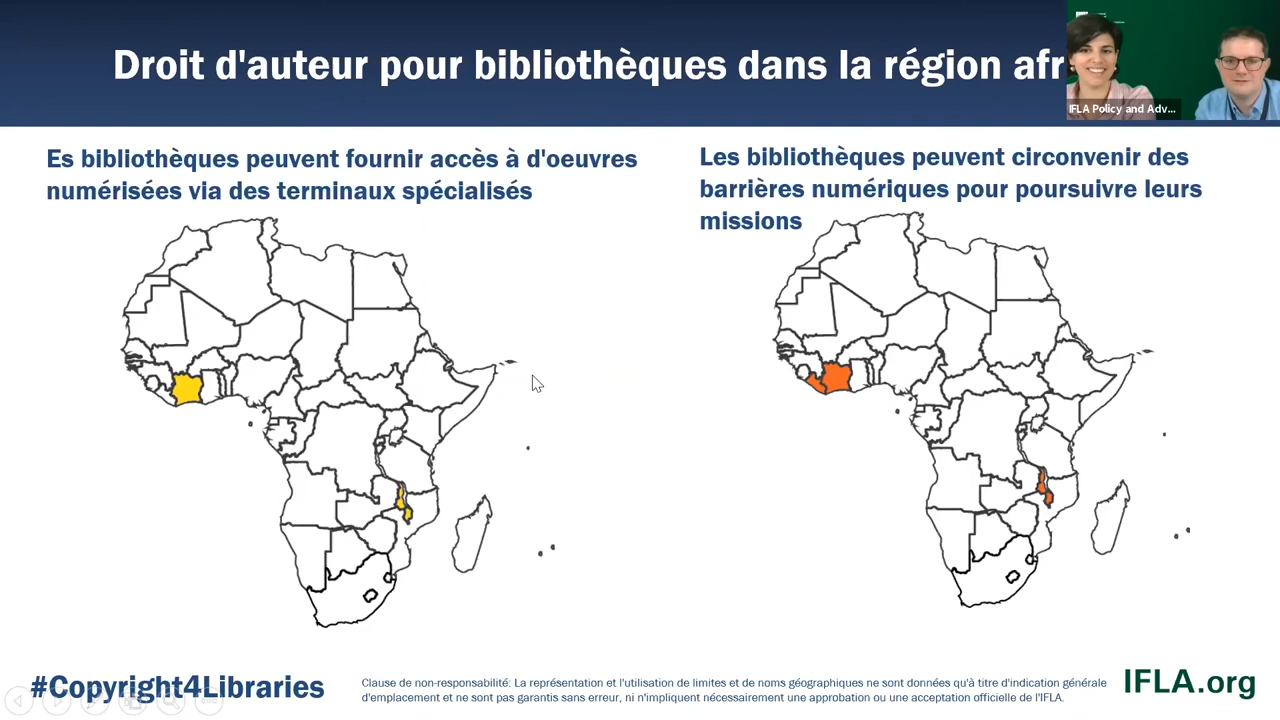 Droit d'auteur pour bibliothèques dans la région afr
IFLA Policy and Adv...
Es bibliothèques peuvent fournir accès à d'oeuvres
numérisées via des terminaux spécialisés
Les bibliothèques peuvent circonvenir des
barrières numériques pour poursuivre leurs
missions
#Copyright4Libraries
Clause de non-responsabilité: La représentation et l'utilisation de limites et de noms géographiques ne sont données qu'à titre d'indication générale
d'emplacement et ne sont pas garantis sans erreur, ni n'impliquent nécessairement une approbation ou une acceptation officielle de l'IFLA.
IFLA.org